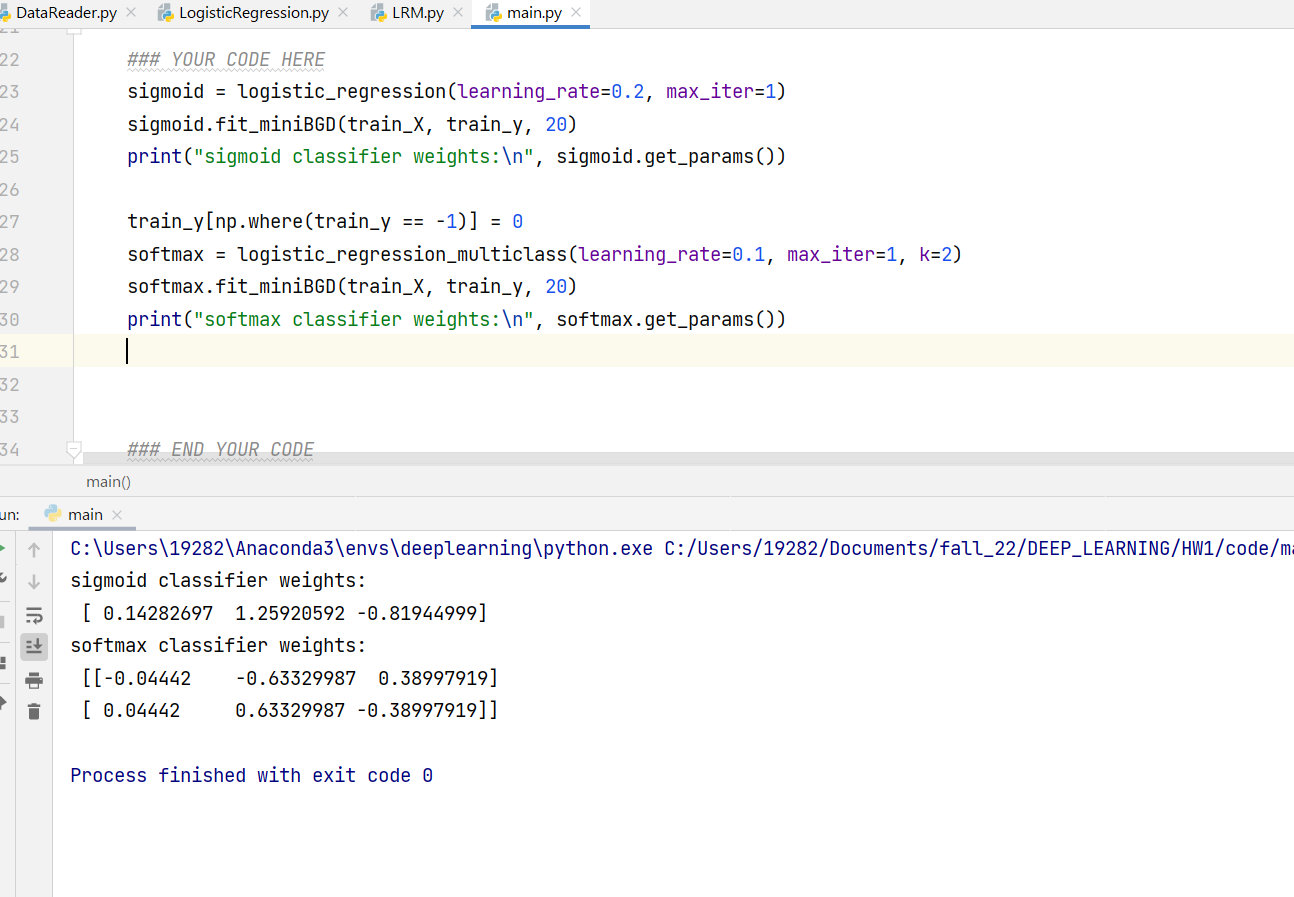 DataReader.py LogisticRegression.py LRM.py main.py
21
22 ### YOUR CODE HERE
23 sigmoid = logistic_regression(learning_rate=0.2, max_iter=1)
24 sigmoid.fit_miniBGD(train_X, train_y, 20)
25 print("sigmoid classifier weights:\n", sigmoid.get_params())
26
27 train_y[np.where(train_y == -1)] = 0
28 softmax = logistic_regression_multiclass(learning_rate=0.1, max_iter=1, k=2)
29 softmax.fit_miniBGD(train_X, train_y, 20)
30 print("softmax classifier weights:\n", softmax.get_params())
31
32
33
34 ### END YOUR CODE
main()
un: main
C:\Users\19282\Anaconda3\envs\deeplearning\python.exe C:/Users/19282/Documents/fall_22/DEEP_LEARNING/HW1/code/ma
sigmoid classifier weights:
[ 0.14282697 1.25920592 -0.81944999]
softmax classifier weights:
[[-0.04442 -0.63329987 0.38997919]
[ 0.04442 0.63329987 -0.38997919]]
Process finished with exit code 0